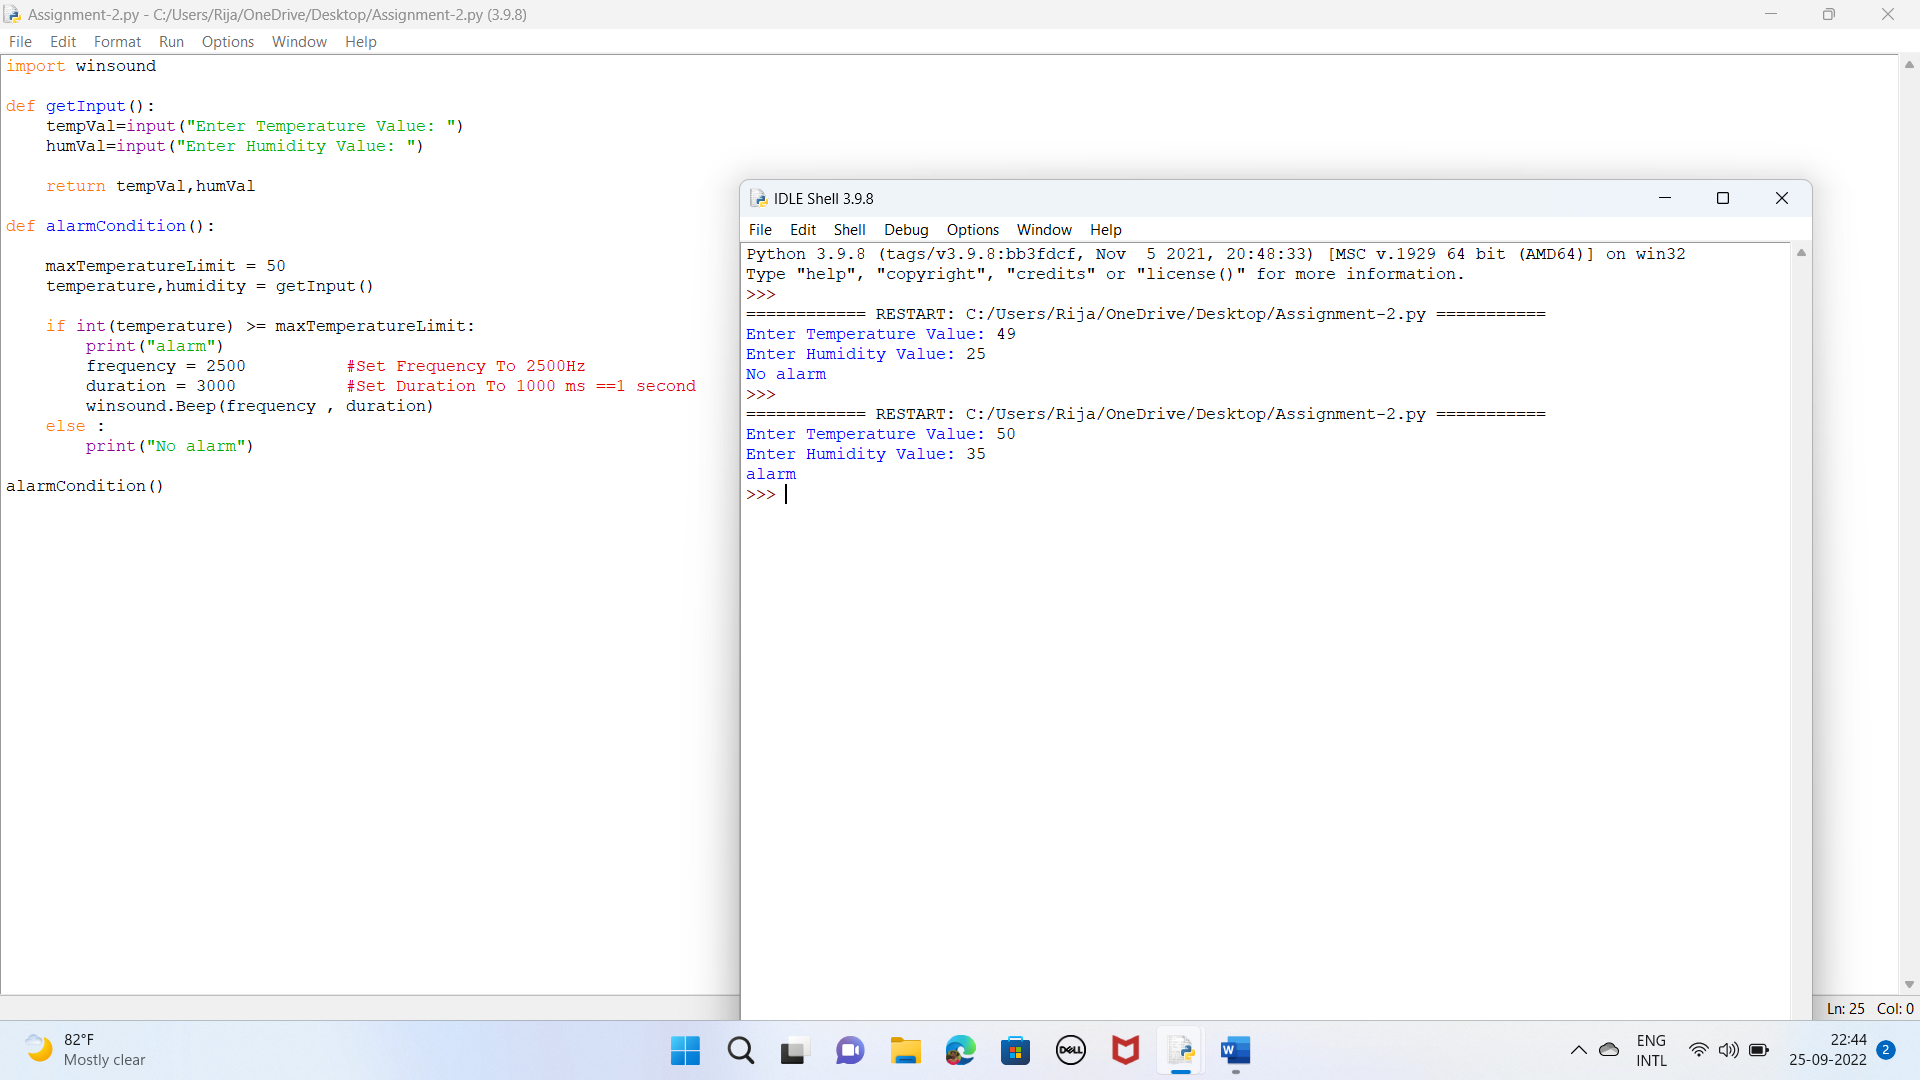 Assignment-2.py - C:/Users/Rija/OneDrive/Desktop/Assignment-2.py (3.9.8)
File Edit Format Run Options Window Help
import winsound
def getInput():
    tempVal=input("Enter Temperature Value: ")
    humVal=input("Enter Humidity Value: ")
    return tempVal,humVal
def alarmCondition():
    maxTemperatureLimit = 50
    temperature,humidity = getInput()
    if int(temperature) >= maxTemperatureLimit:
        print("alarm")
        frequency = 2500          #Set Frequency To 2500Hz
        duration = 3000           #Set Duration To 1000 ms ==1 second
        winsound.Beep(frequency , duration)
    else :
        print("No alarm")
alarmCondition()
IDLE Shell 3.9.8
File Edit Shell Debug Options Window Help
Python 3.9.8 (tags/v3.9.8:bb3fdcf, Nov  5 2021, 20:48:33) [MSC v.1929 64 bit (AMD64)] on win32
Type "help", "copyright", "credits" or "license()" for more information.
>>>
============ RESTART: C:/Users/Rija/OneDrive/Desktop/Assignment-2.py ===========
Enter Temperature Value: 49
Enter Humidity Value: 25
No alarm
>>>
============ RESTART: C:/Users/Rija/OneDrive/Desktop/Assignment-2.py ===========
Enter Temperature Value: 50
Enter Humidity Value: 35
alarm
>>>
Ln: 25 Col: 0
82°F
Mostly clear
DELL
W
ENG
INTL
22:44
25-09-2022
2